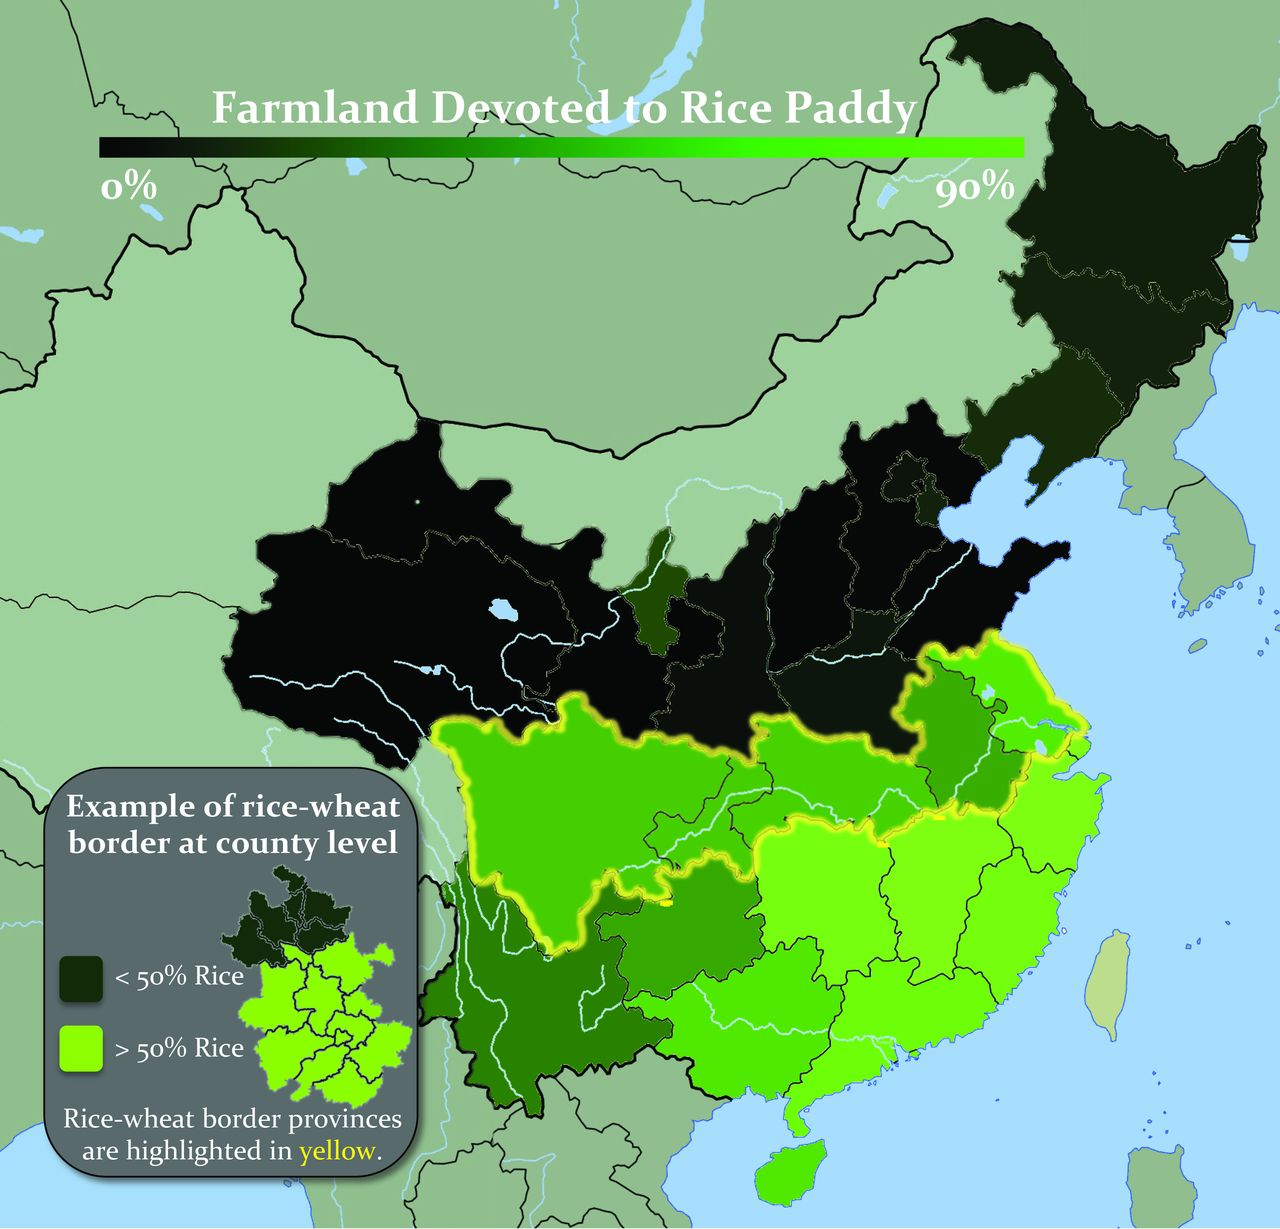 Farmland Devoted to Rice Paddy
0%
90%
Example of rice-wheat
border at county level
< 50% Rice
> 50% Rice
Rice-wheat border provinces
are highlighted in yellow.